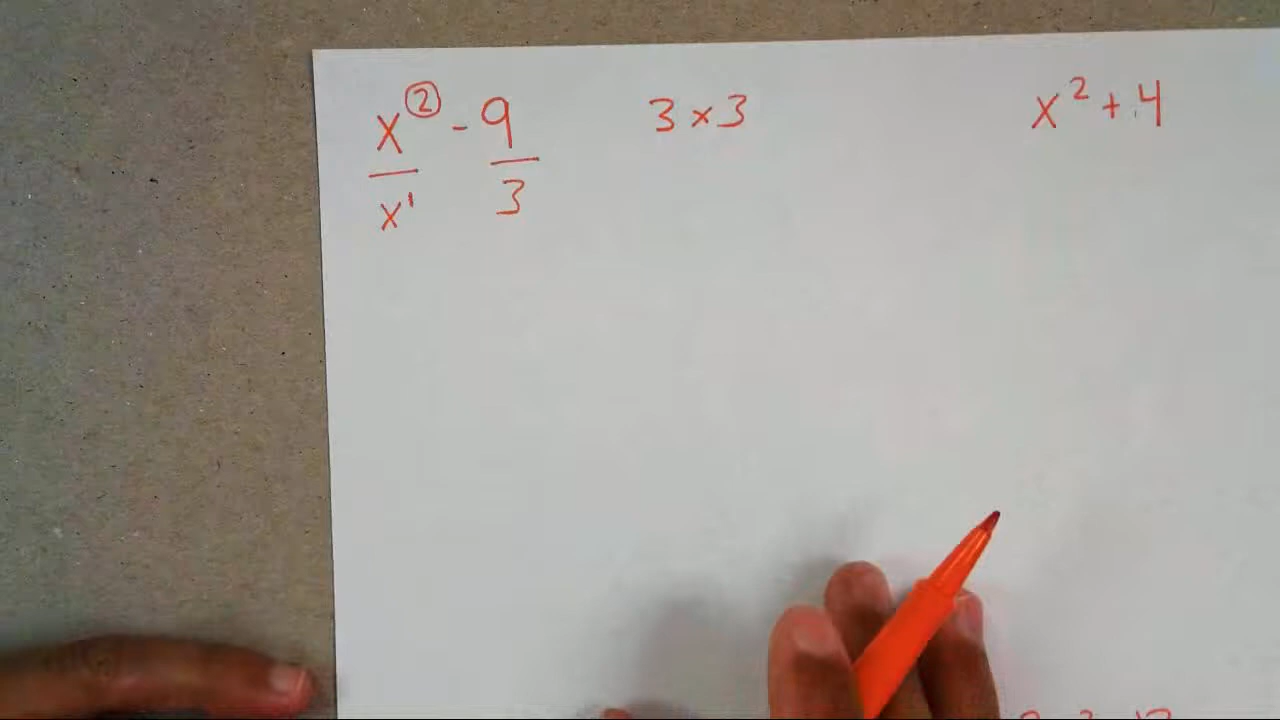 x² - 9 3 × 3 x² + 4
x¹ 3